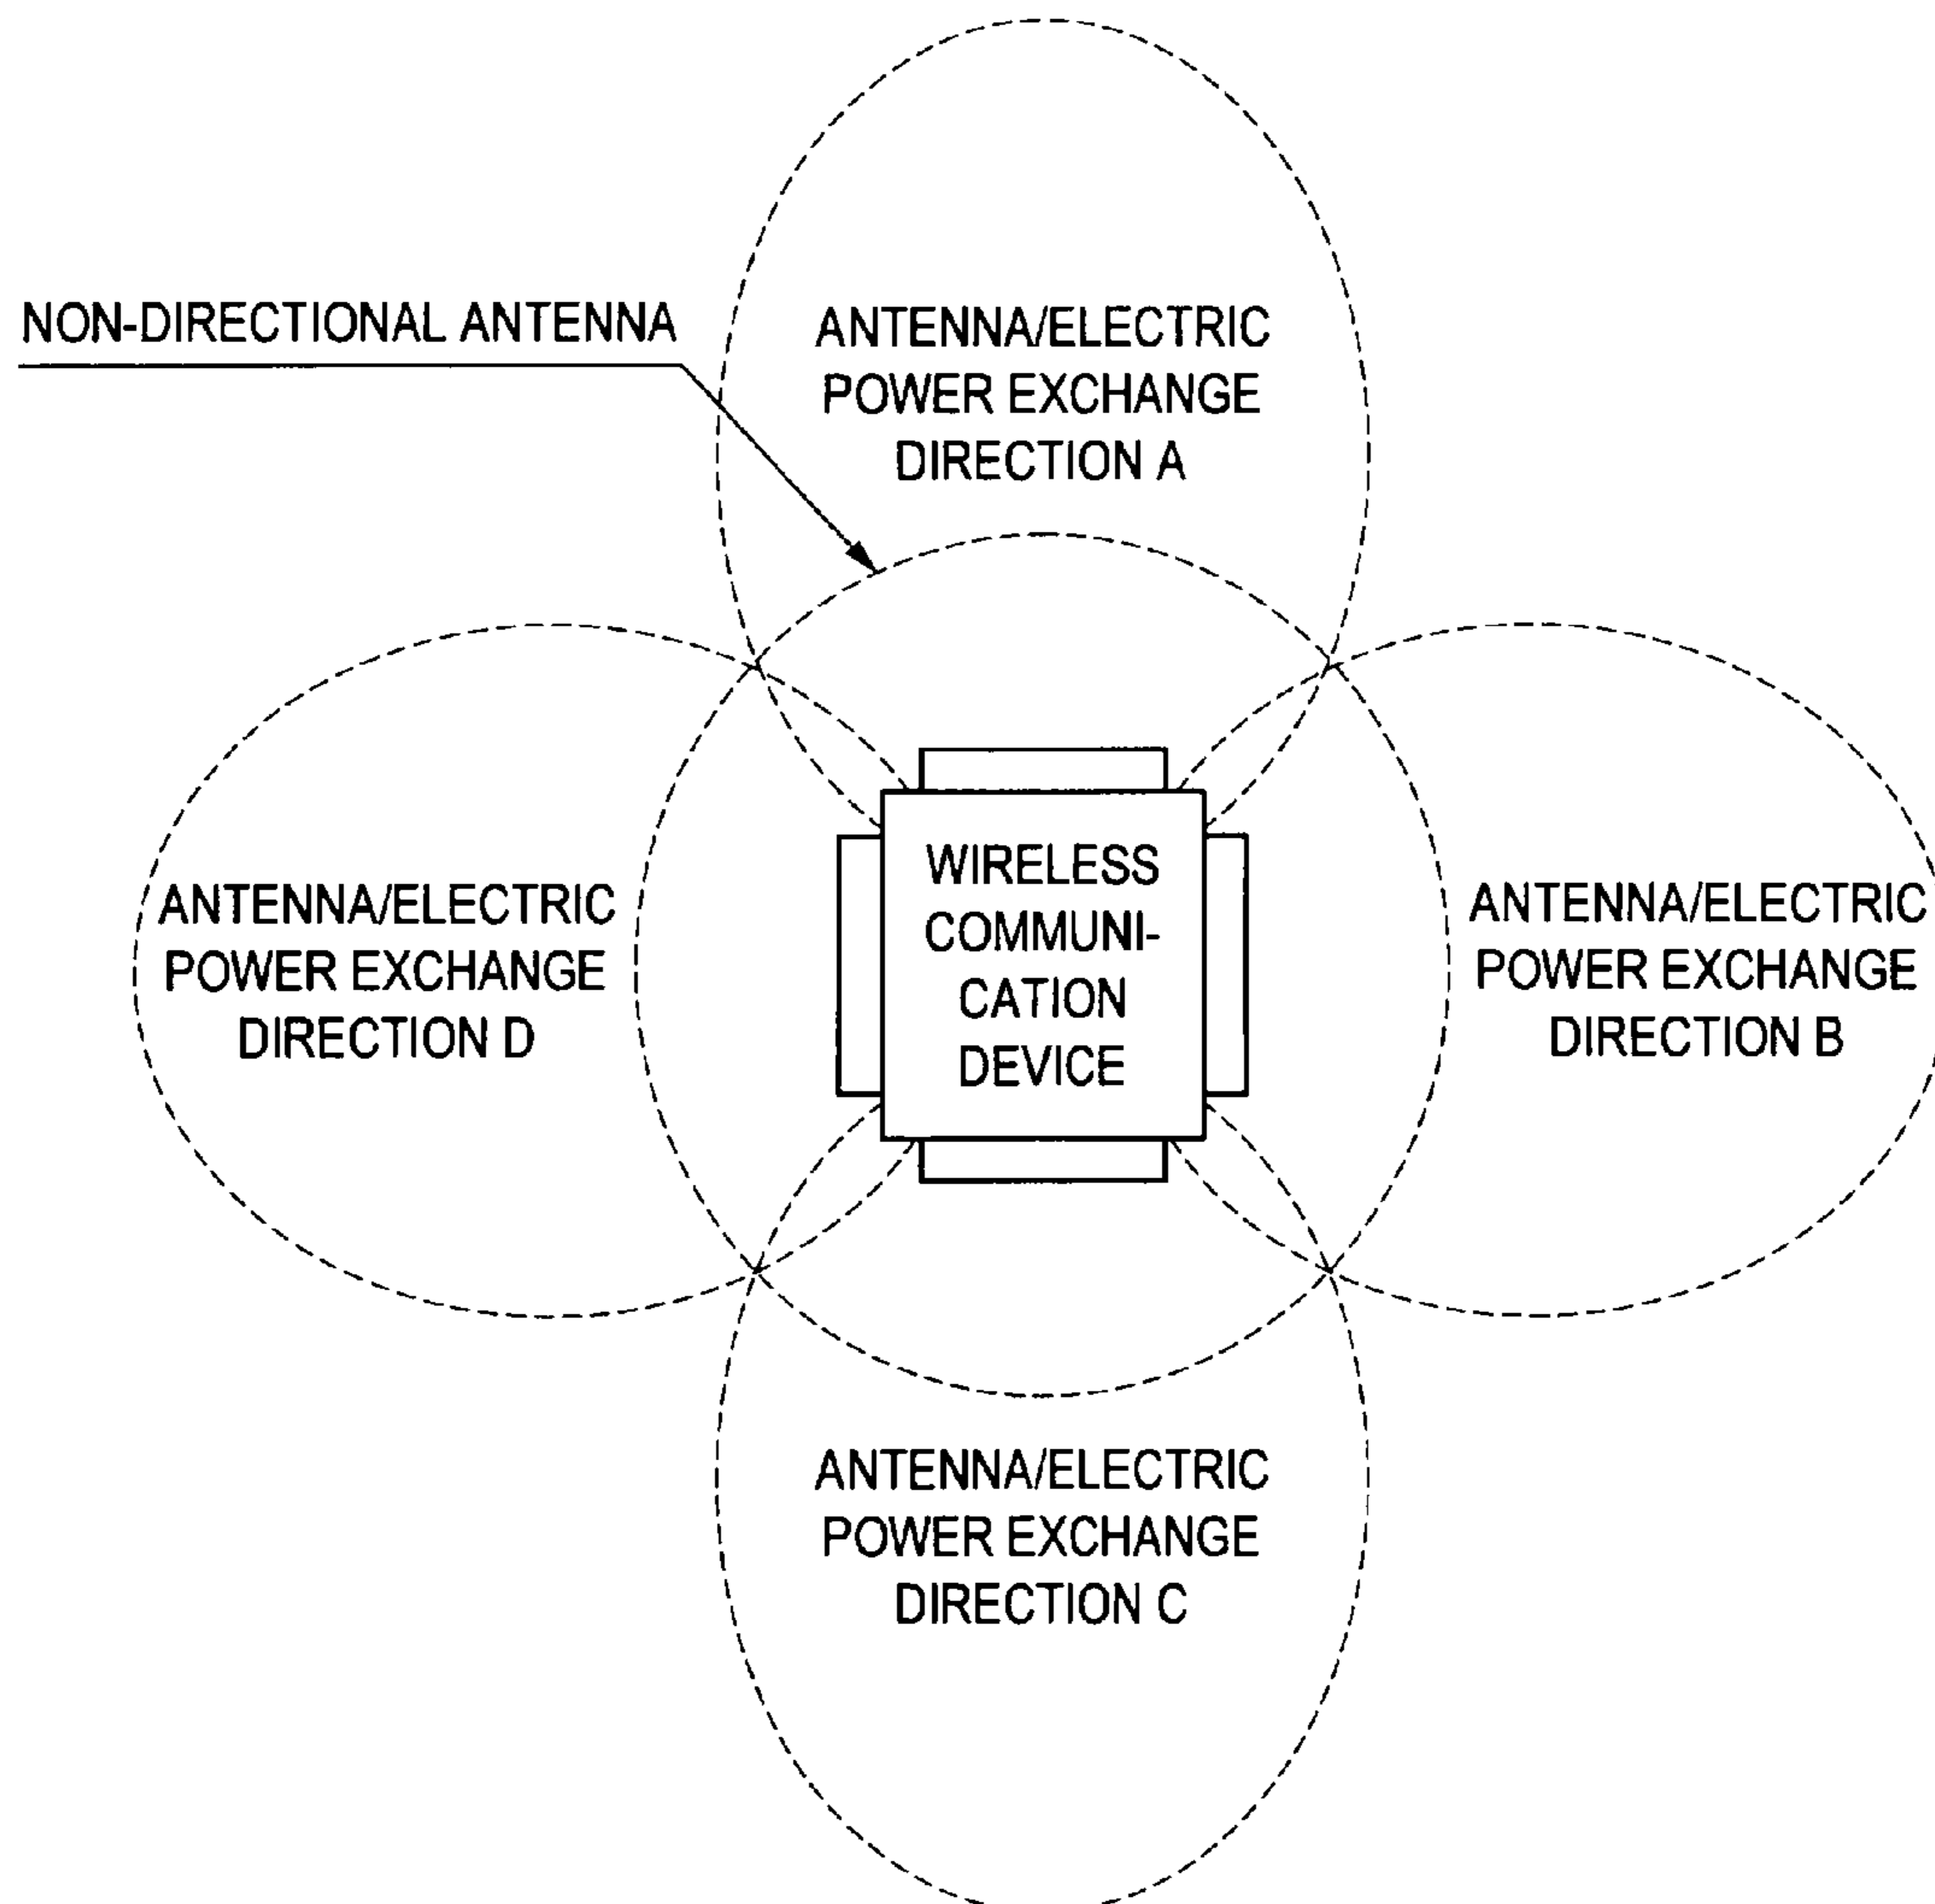 NON-DIRECTIONAL ANTENNA
ANTENNA/ELECTRIC
POWER EXCHANGE
DIRECTION A
ANTENNA/ELECTRIC
POWER EXCHANGE
DIRECTION D
WIRELESS
COMMUNI-
CATION
DEVICE
ANTENNA/ELECTRIC
POWER EXCHANGE
DIRECTION B
ANTENNA/ELECTRIC
POWER EXCHANGE
DIRECTION C